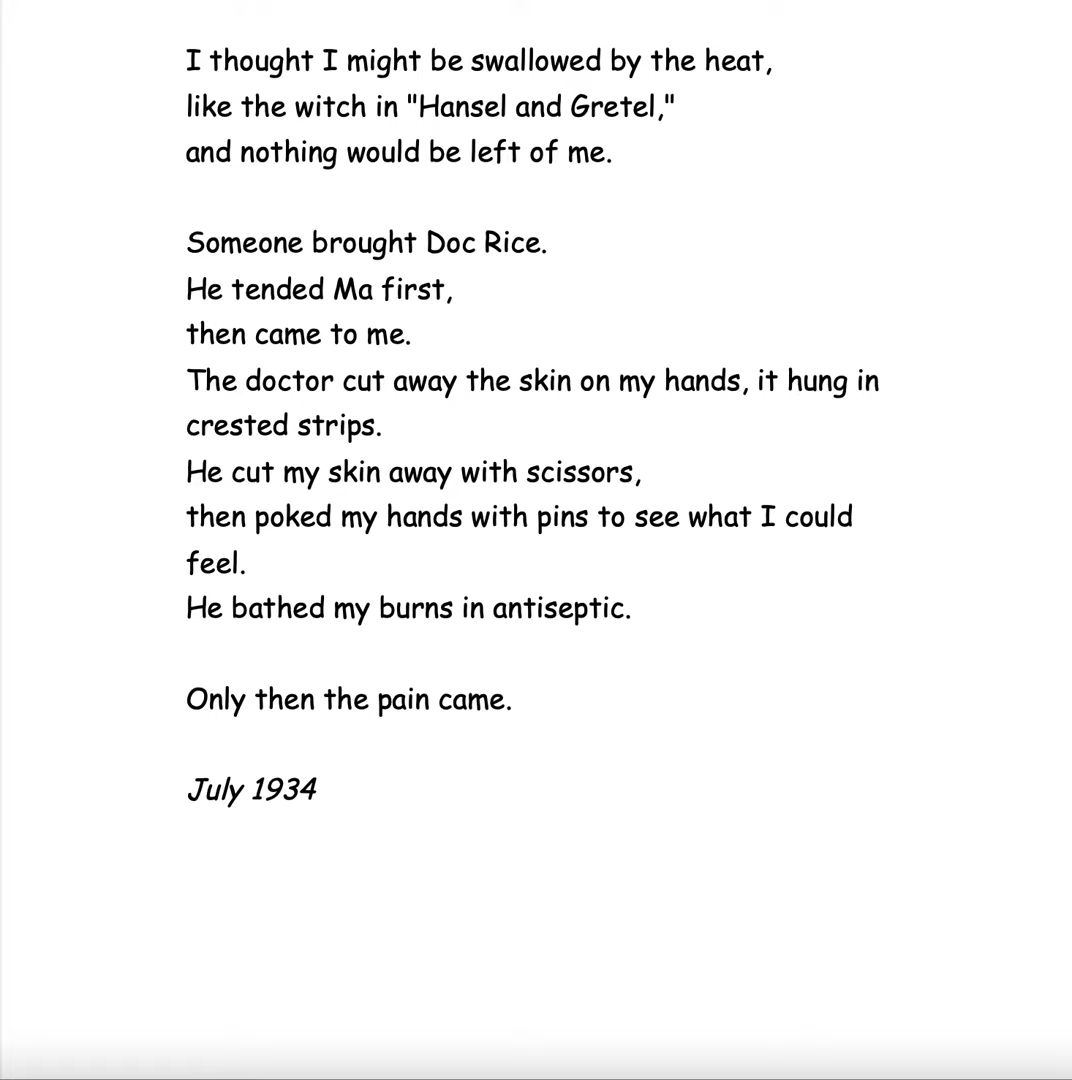 I thought I might be swallowed by the heat,
like the witch in "Hansel and Gretel,"
and nothing would be left of me.
Someone brought Doc Rice.
He tended Ma first,
then came to me.
The doctor cut away the skin on my hands, it hung in
crested strips.
He cut my skin away with scissors,
then poked my hands with pins to see what I could
feel.
He bathed my burns in antiseptic.
Only then the pain came.
July 1934